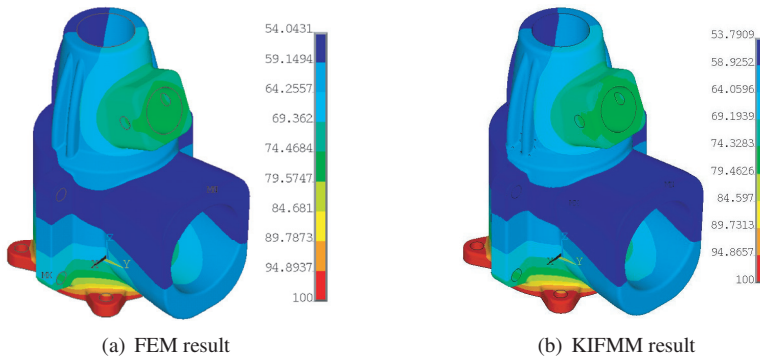 54.0431
59.1494
64.2557
69.362
74.4684
79.5747
84.681
89.7873
94.8937
100
Z
X
Y
MX
(a) FEM result
53.7909
58.9252
64.0596
69.1939
74.3283
79.4626
84.597
89.7313
94.8657
100
Z
Y
(b) KIFMM result